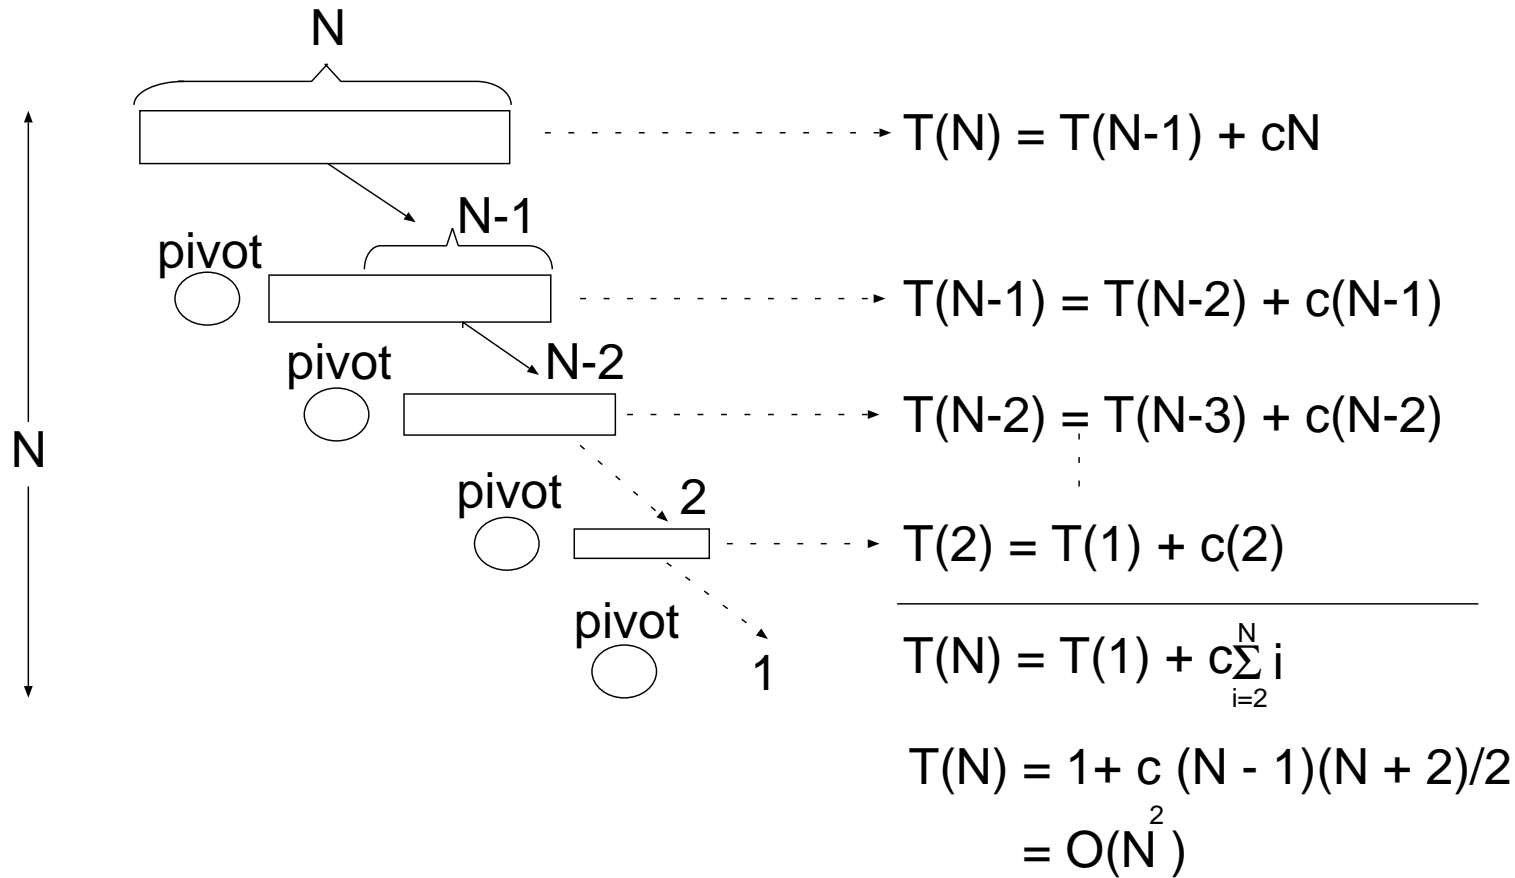 N
T(N) = T(N-1) + cN
N-1
pivot
T(N-1) = T(N-2) + c(N-1)
pivot
N-2
T(N-2) = T(N-3) + c(N-2)
N
pivot
2
T(2) = T(1) + c(2)
pivot
1
T(N) = T(1) + c∑ᴺᵢ₌₂ i
T(N) = 1+ c (N - 1)(N + 2)/2
= O(N²)